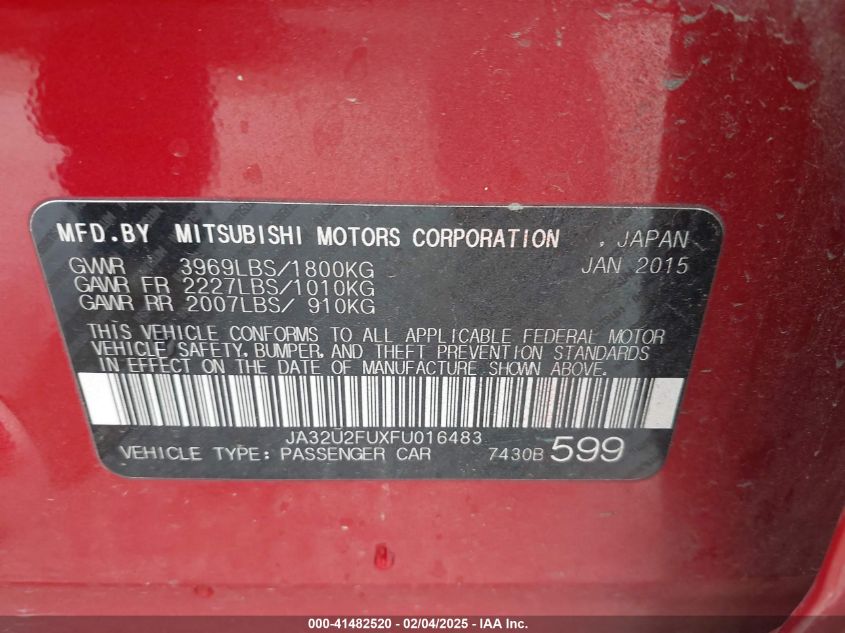 MFD.BY MITSUBISHI MOTORS CORPORATION , JAPAN
GVWR 3969LBS/1800KG JAN 2015
GAWR FR 2227LBS/1010KG
GAWR RR 2007LBS/ 910KG
THIS VEHICLE CONFORMS TO ALL APPLICABLE FEDERAL MOTOR
VEHICLE SAFETY, BUMPER, AND THEFT PREVENTION STANDARDS
IN EFFECT ON THE DATE OF MANUFACTURE SHOWN ABOVE.
JA32U2FUXFU016483
VEHICLE TYPE: PASSENGER CAR 7430B 599
000-41482520 - 02/04/2025 - IAA Holdings, LLC.